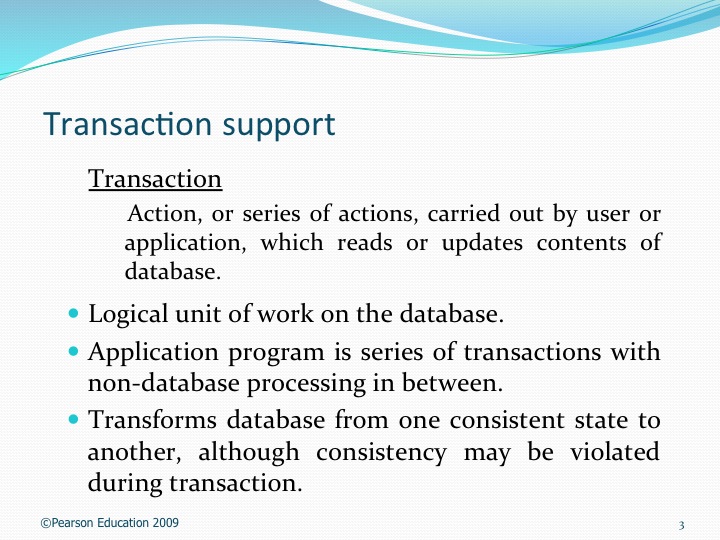 Transaction support
Transaction
Action, or series of actions, carried out by user or
application, which reads or updates contents of
database.
• Logical unit of work on the database.
• Application program is series of transactions with
non-database processing in between.
• Transforms database from one consistent state to
another, although consistency may be violated
during transaction.
©Pearson Education 2009
3